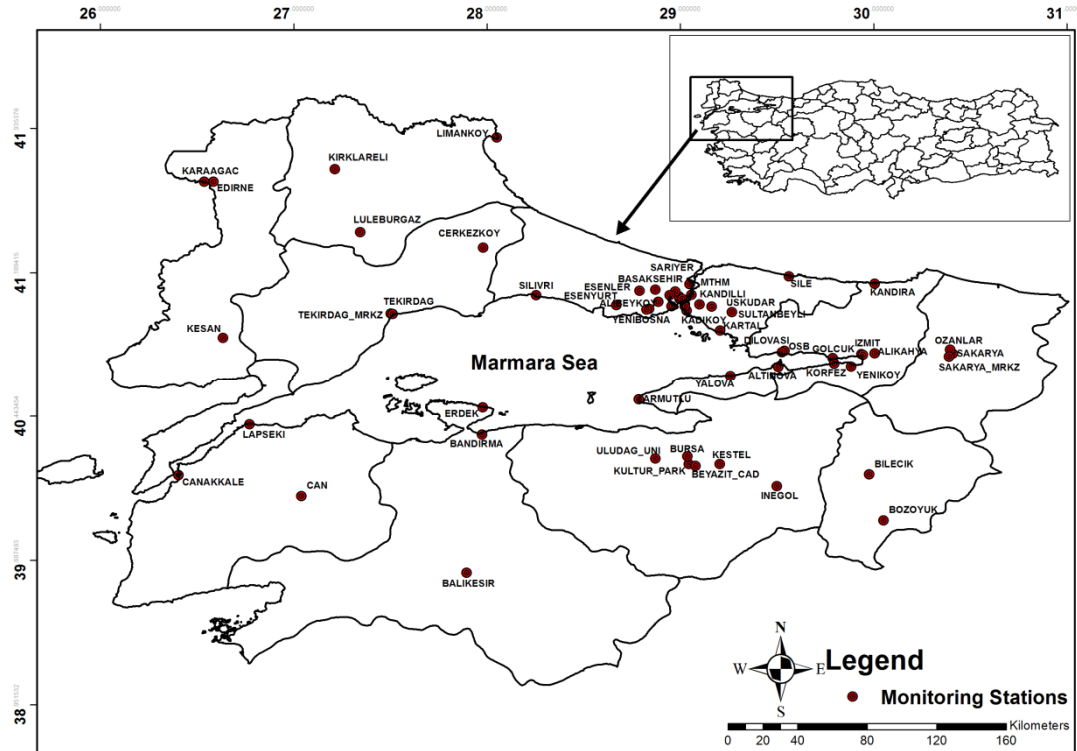 26 27 28 29 30 31
41
LIMANKOY
KIRKLARELI
KARAAGAC
EDIRNE
LULEBURGAZ
CERKEZKOY
41
SARIYER
BASAKSEHIR
MTHM
SILIVRI
ESENLER
KANDILLI
SILE
ESENYURT
USKUDAR
KANDIRA
TEKIRDAG
SULTANBEYLI
TEKIRDAG_MRKZ
YENIBOSNA
KADIKOY
KARTAL
KESAN
DILOVASI
OSB
GOLCUK
IZMIT
ALIKAHYA
OZANLAR
SAKARYA
Marmara Sea
SAKARYA_MRKZ
KORFEZ
YENIKOY
YALOVA
ALTINOVA
ARMUTLU
40
ERDEK
LAPSEKI
BANDIRMA
ULUDAG_UNI
BURSA
KESTEL
KULTUR_PARK
BEYAZIT_CAD
BILECIK
CANAKKALE
CAN
INEGOL
BOZOYUK
39
BALIKESIR
N
W E
S
Legend
Monitoring Stations
38
Kilometers
0 20 40 80 120 160